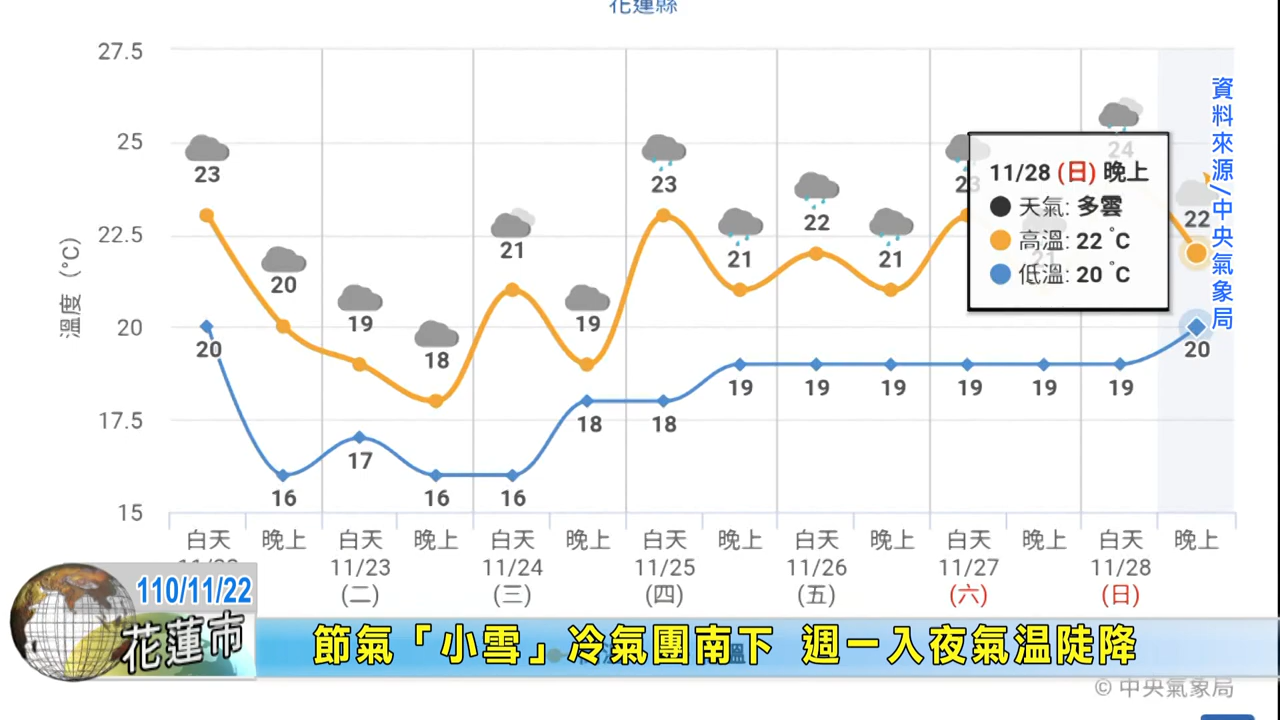 花蓮縣
27.5
25
22.5
20
17.5
15
溫度 (°C)
23
20
19
18
21
19
23
21
22
21
23
21
24
22
20
16
17
16
16
18
18
19
19
19
19
19
19
20
11/28 (日) 晚上
天氣: 多雲
高溫: 22 °C
低溫: 20 °C
資料來源/中央氣象局
白天 晚上 白天 晚上 白天 晚上 白天 晚上 白天 晚上 白天 晚上 白天 晚上
11/23 11/24 11/25 11/26 11/27 11/28
(二) (三) (四) (五) (六) (日)
110/11/22
花蓮市
節氣「小雪」冷氣團南下 週一入夜氣溫陡降
© 中央氣象局